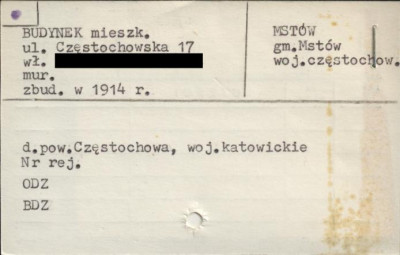 BUDYNEK mieszk.
ul. Częstochowska 17
wł.
mur.
zbud. w 1914 r.
MSTÓW
gm.Mstów
woj.częstochow.
d.pow.Częstochowa, woj.katowickie
Nr rej.
ODZ
BDZ